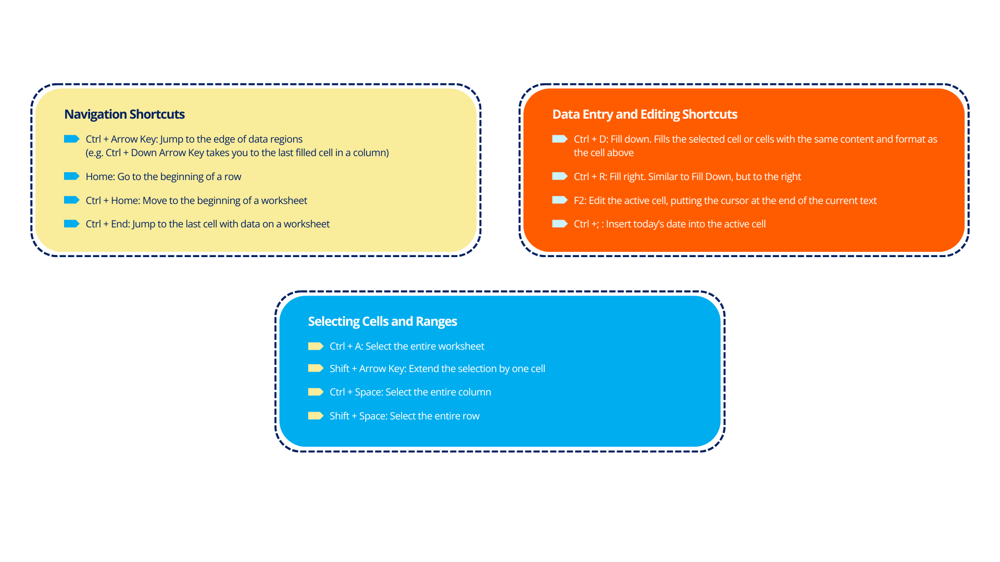 Navigation Shortcuts
Ctrl + Arrow Key: Jump to the edge of data regions
(e.g. Ctrl + Down Arrow Key takes you to the last filled cell in a column)
Home: Go to the beginning of a row
Ctrl + Home: Move to the beginning of a worksheet
Ctrl + End: Jump to the last cell with data on a worksheet
Data Entry and Editing Shortcuts
Ctrl + D: Fill down. Fills the selected cell or cells with the same content and format as
the cell above
Ctrl + R: Fill right. Similar to Fill Down, but to the right
F2: Edit the active cell, putting the cursor at the end of the current text
Ctrl +; : Insert today’s date into the active cell
Selecting Cells and Ranges
Ctrl + A: Select the entire worksheet
Shift + Arrow Key: Extend the selection by one cell
Ctrl + Space: Select the entire column
Shift + Space: Select the entire row